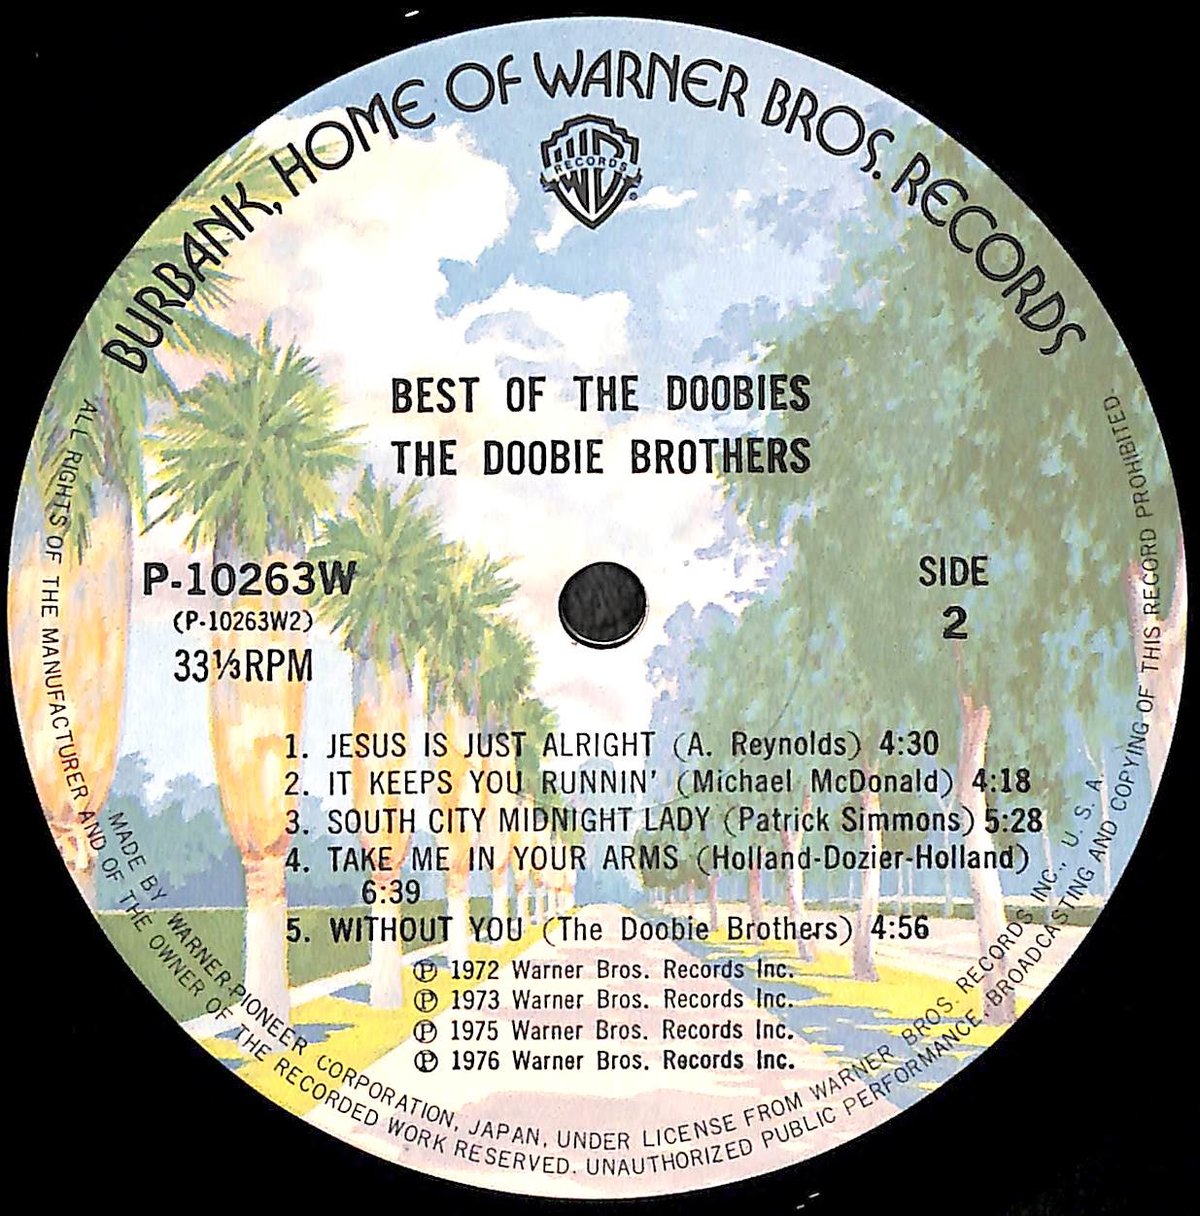 BURBANK, HOME OF WARNER BROS. RECORDS
WB
RECORDS
®
BEST OF THE DOOBIES
THE DOOBIE BROTHERS
P-10263W
(P-10263W2)
33⅓RPM
SIDE
2
1. JESUS IS JUST ALRIGHT (A. Reynolds) 4:30
2. IT KEEPS YOU RUNNIN' (Michael McDonald) 4:18
3. SOUTH CITY MIDNIGHT LADY (Patrick Simmons) 5:28
4. TAKE ME IN YOUR ARMS (Holland-Dozier-Holland)
6:39
5. WITHOUT YOU (The Doobie Brothers) 4:56
Ⓟ 1972 Warner Bros. Records Inc.
Ⓟ 1973 Warner Bros. Records Inc.
Ⓟ 1975 Warner Bros. Records Inc.
Ⓟ 1976 Warner Bros. Records Inc.
MADE BY WARNER-PIONEER CORPORATION, JAPAN, UNDER LICENSE FROM WARNER BROS. RECORDS INC., U. S. A.
ALL RIGHTS OF THE MANUFACTURER AND OF THE OWNER OF THE RECORDED WORK RESERVED. UNAUTHORIZED PUBLIC PERFORMANCE, BROADCASTING AND COPYING OF THIS RECORD PROHIBITED.